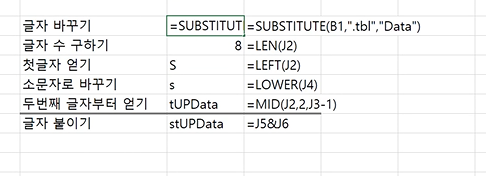 글자 바꾸기 =SUBSTITUT =SUBSTITUTE(B1,".tbl","Data")
글자 수 구하기 8 =LEN(J2)
첫글자 얻기 S =LEFT(J2)
소문자로 바꾸기 s =LOWER(J4)
두번째 글자부터 얻기 tUPData =MID(J2,2,J3-1)
글자 붙이기 stUPData =J5&J6